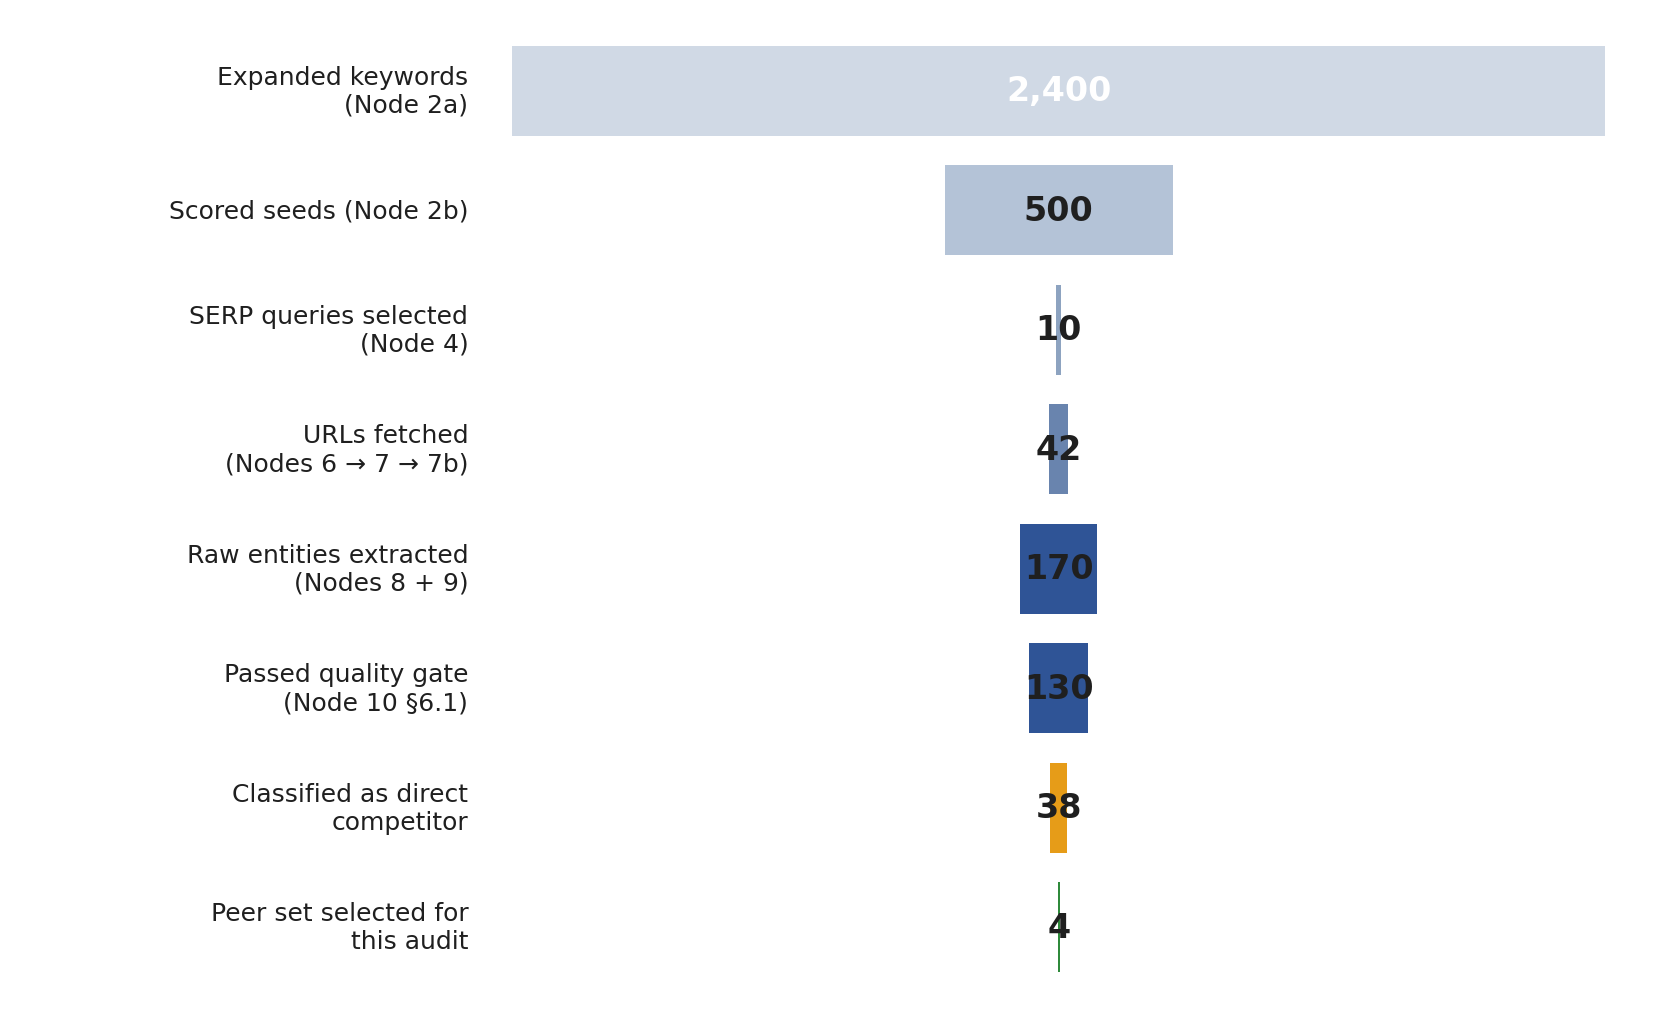 Expanded keywords
(Node 2a)
2,400
Scored seeds (Node 2b)
500
SERP queries selected
(Node 4)
10
URLs fetched
(Nodes 6 → 7 → 7b)
42
Raw entities extracted
(Nodes 8 + 9)
170
Passed quality gate
(Node 10 §6.1)
130
Classified as direct
competitor
38
Peer set selected for
this audit
4